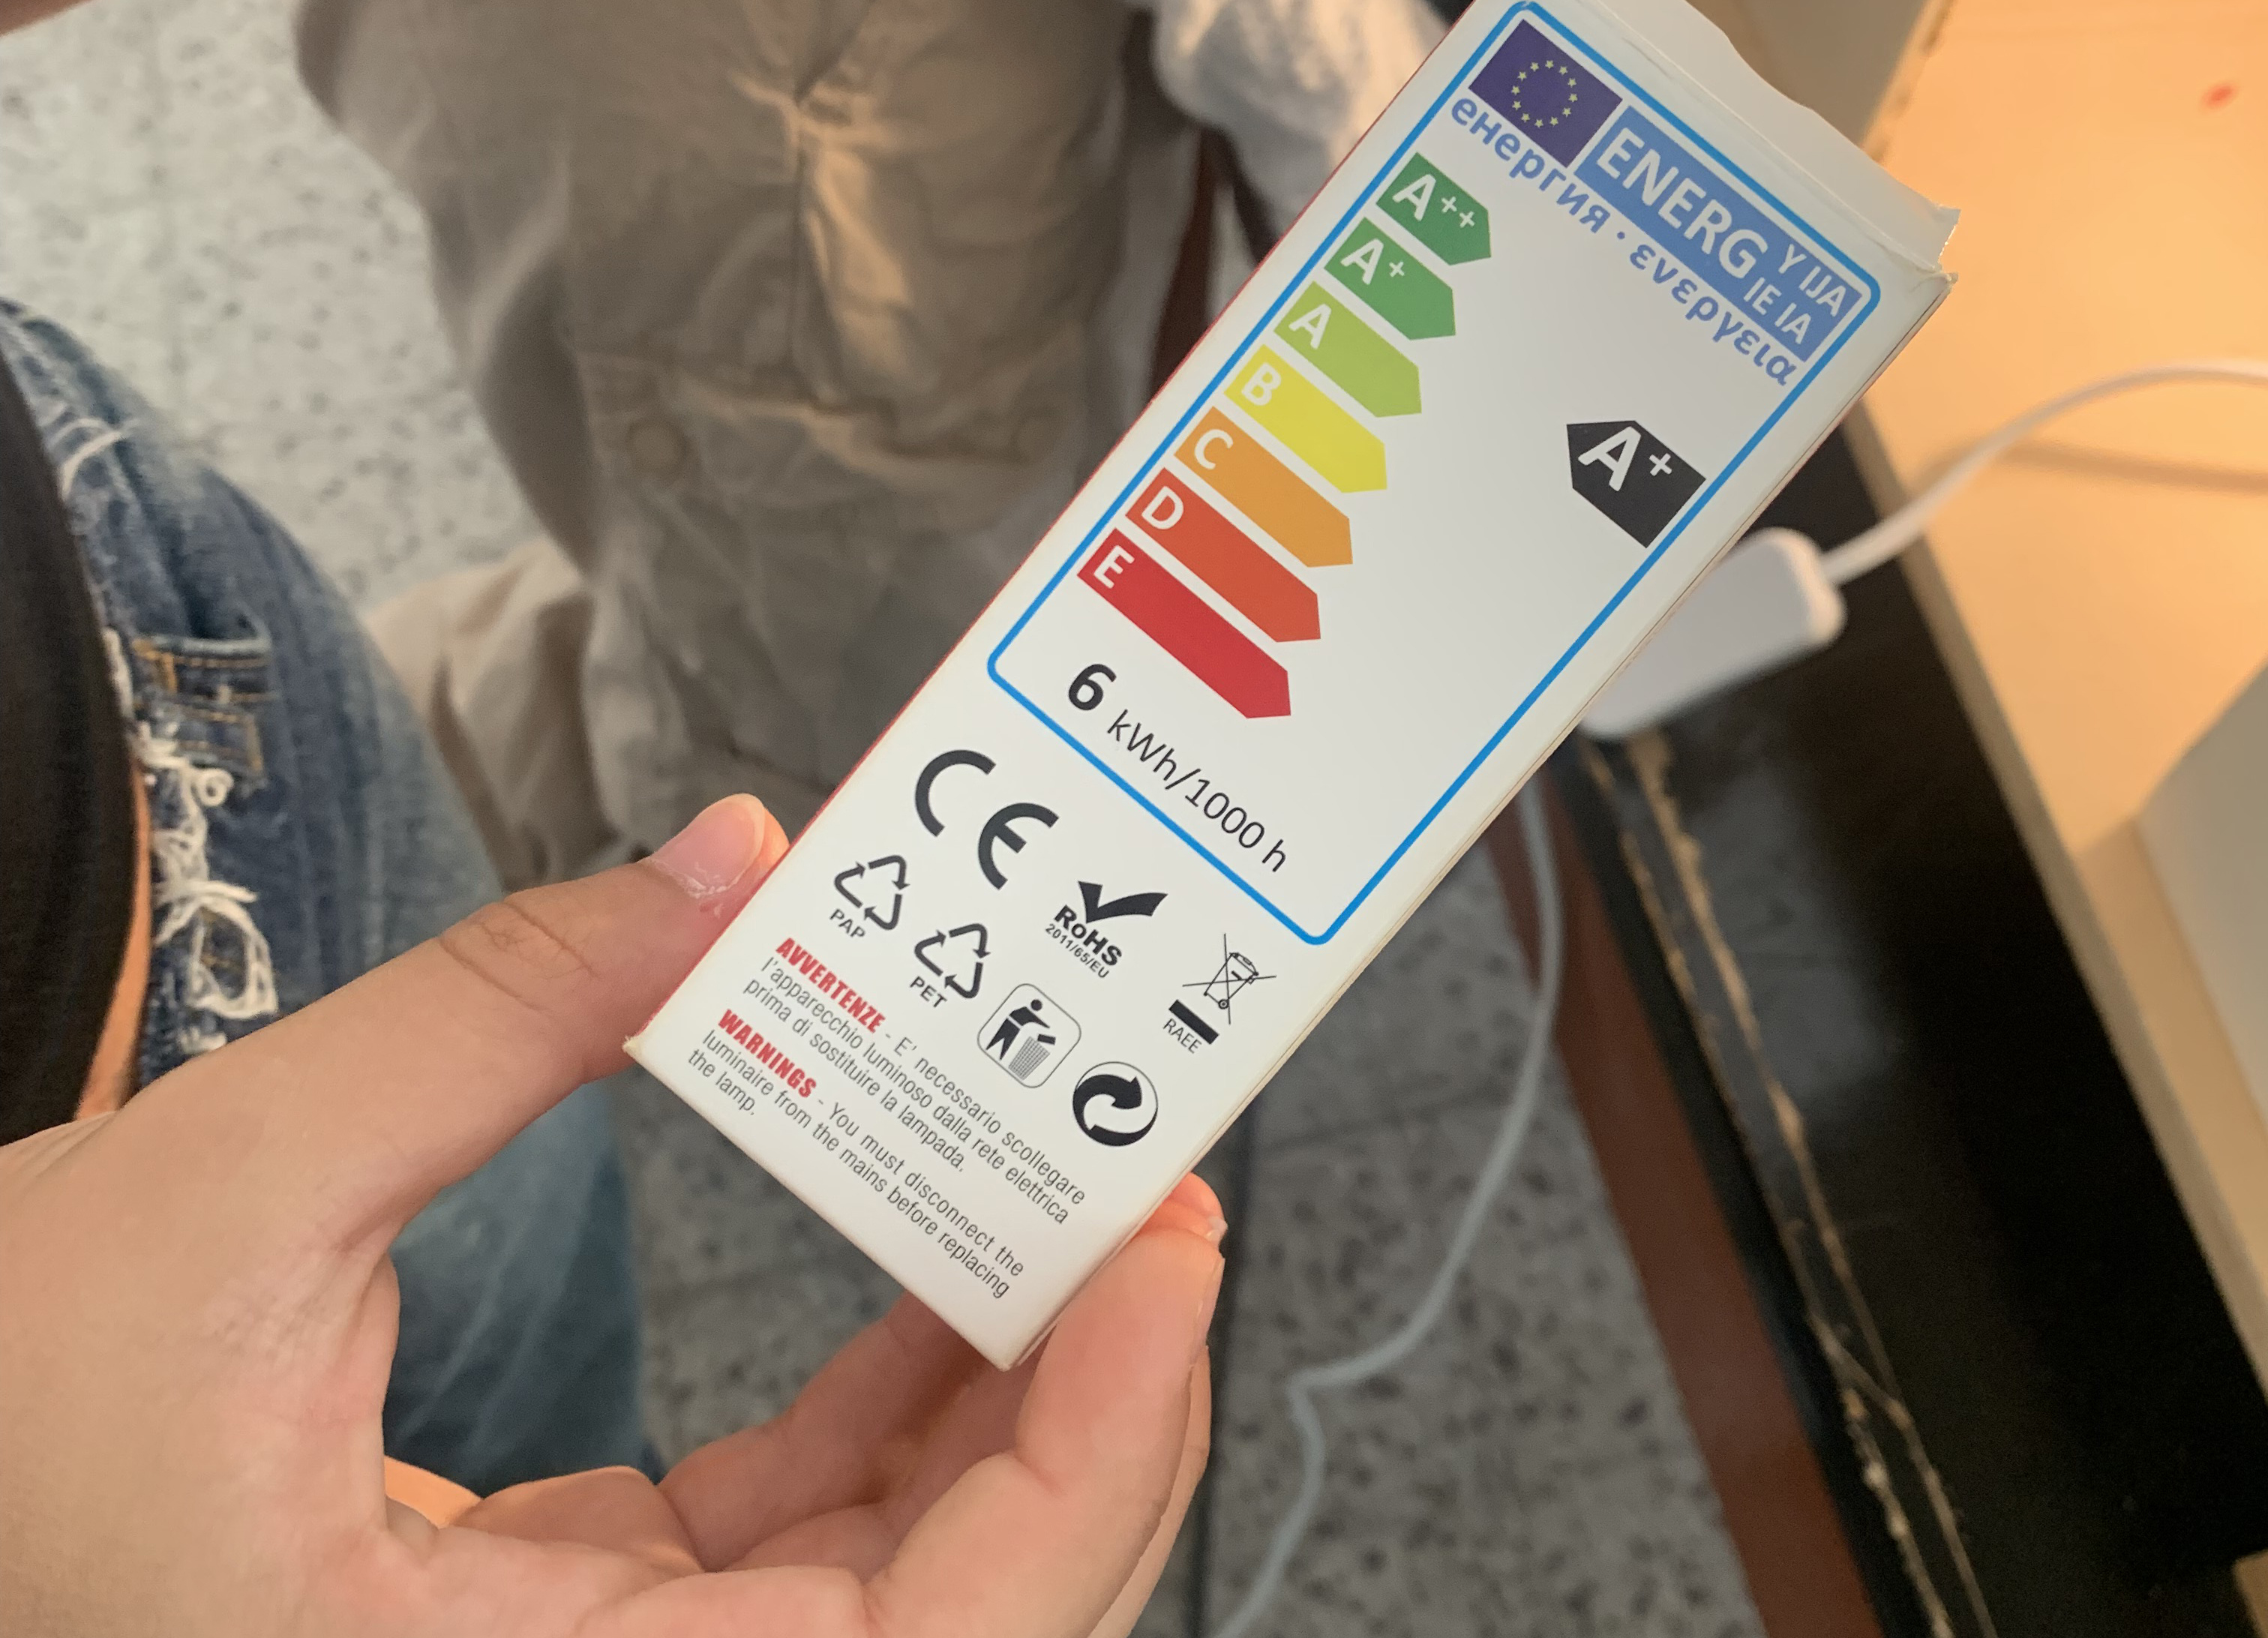 ENERG YIJA
IE IA
енергия · ενεργεια
A++
A+
A
B
C
D
E
A+
6 kWh/1000 h
CE
PAP
PET
RoHS
2011/65/EU
RAEE
AVVERTENZE - E' necessario scollegare
l'apparecchio luminoso dalla rete elettrica
prima di sostituire la lampada.
WARNINGS - You must disconnect the
luminaire from the mains before replacing
the lamp.